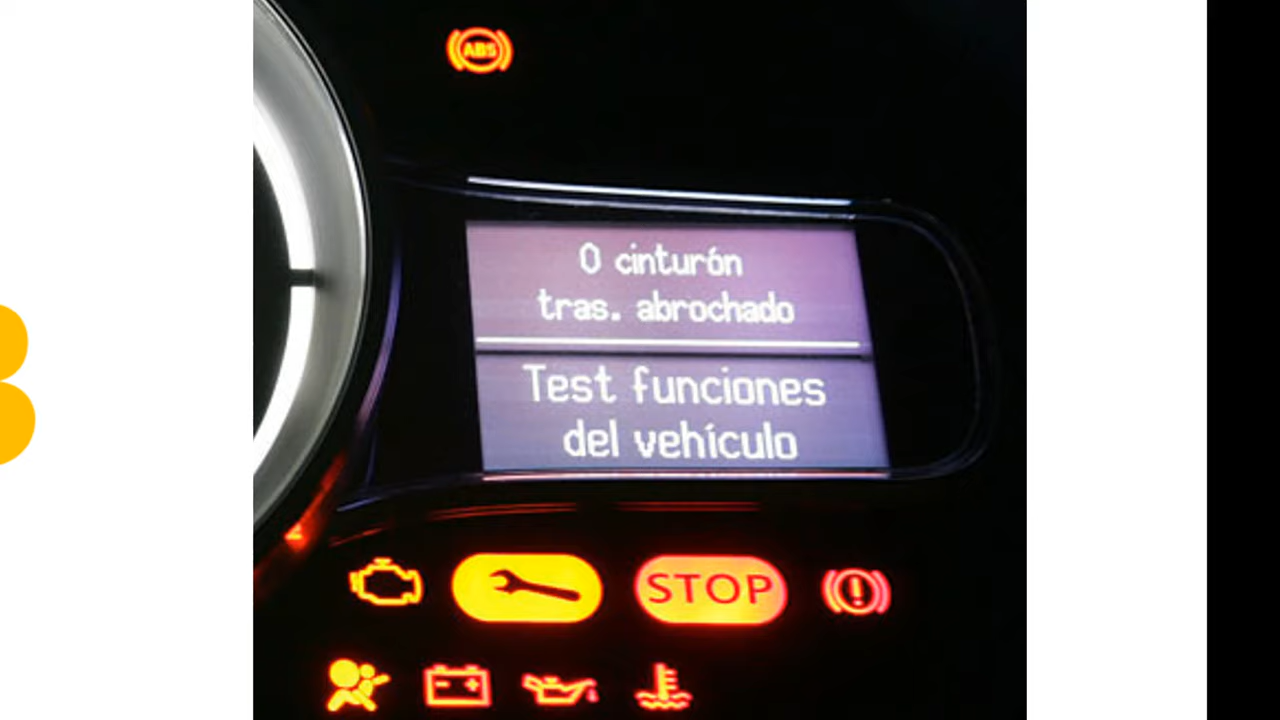 ABS
0 cinturón
tras. abrochado
Test funciones
del vehículo
STOP